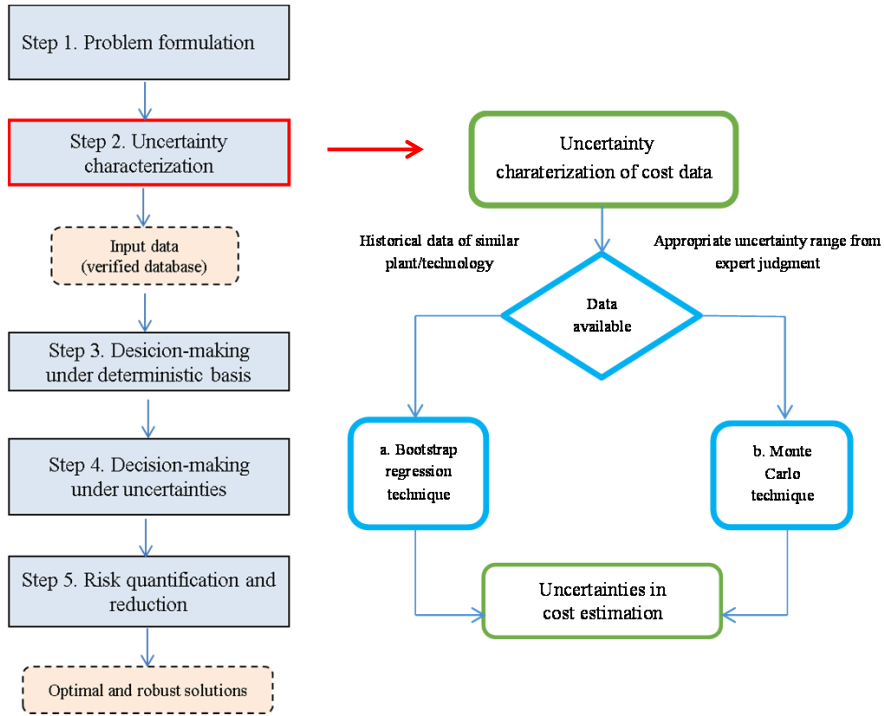 Step 1. Problem formulation
Step 2. Uncertainty
characterization
Input data
(verified database)
Step 3. Desicion-making
under deterministic basis
Step 4. Decision-making
under uncertainties
Step 5. Risk quantification and
reduction
Optimal and robust solutions
Uncertainty
charaterization of cost data
Historical data of similar
plant/technology
Appropriate uncertainty range from
expert judgment
Data
available
a. Bootstrap
regression
technique
b. Monte
Carlo
technique
Uncertainties in
cost estimation